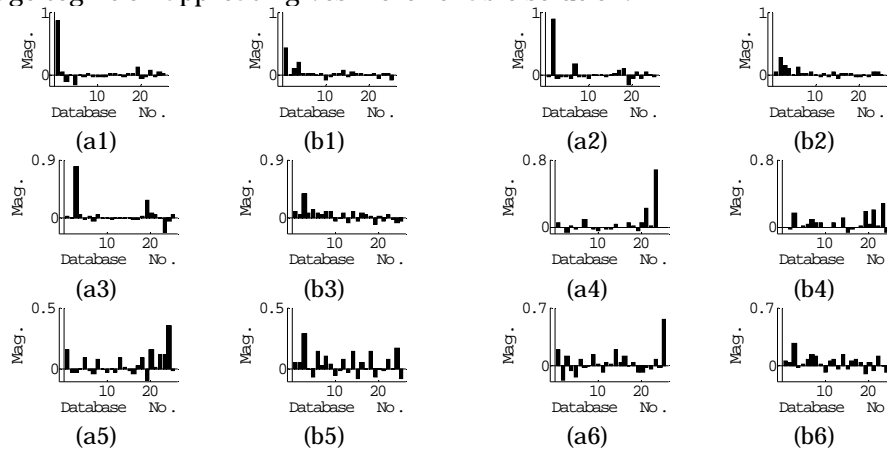 1 1 1 1
Mag. Mag. Mag. Mag.
0 0 0 0
10 20 10 20 10 20 10 20
Database No. Database No. Database No. Database No.
(a1) (b1) (a2) (b2)
0.9 0.9 0.8 0.8
Mag. Mag. Mag. Mag.
0 0 0 0
10 20 10 20 10 20 10 20
Database No. Database No. Database No. Database No
(a3) (b3) (a4) (b4)
0.5 0.5 0.7 0.7
Mag. Mag. Mag. Mag.
0 0 0 0
10 20 10 20 10 20 10 20
Database No. Database No. Database No. Database No
(a5) (b5) (a6) (b6)